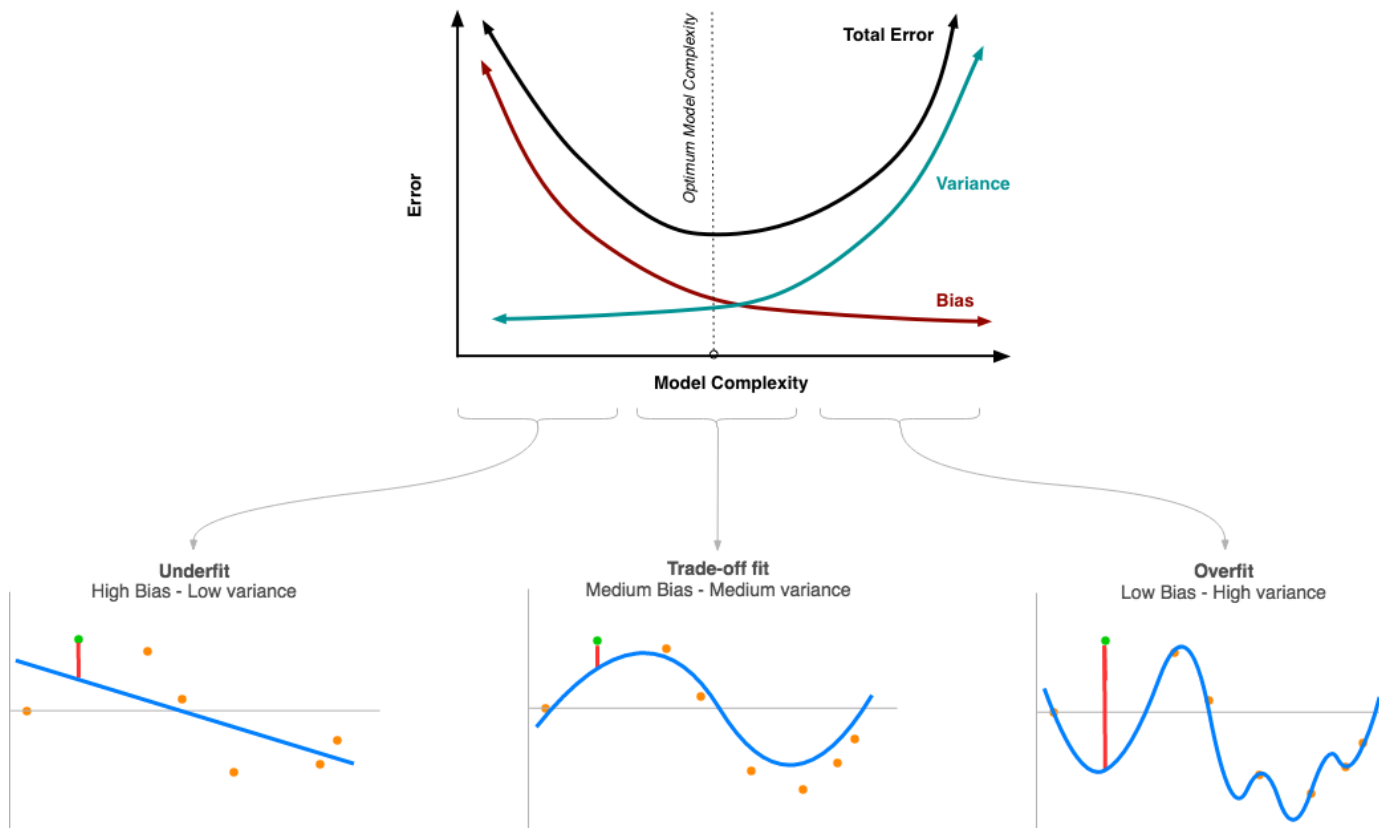 Total Error
Optimum Model Complexity
Variance
Error
Bias
Model Complexity
Underfit
High Bias - Low variance
Trade-off fit
Medium Bias - Medium variance
Overfit
Low Bias - High variance